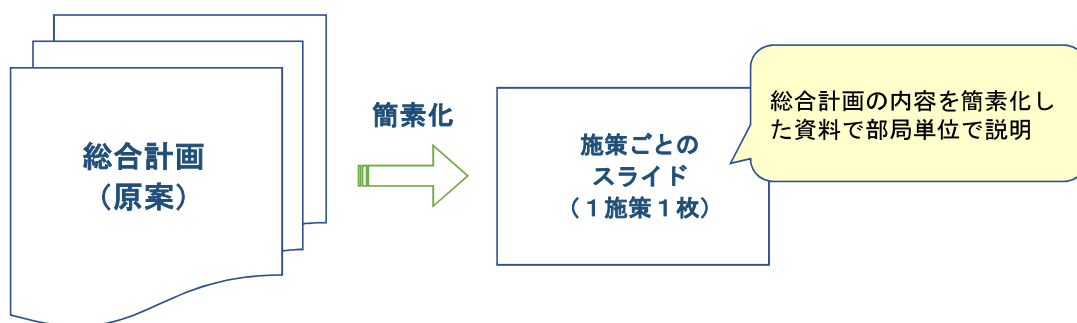 総合計画
（原案）
簡素化
施策ごとの
スライド
（１施策１枚）
総合計画の内容を簡素化し
た資料で部局単位で説明